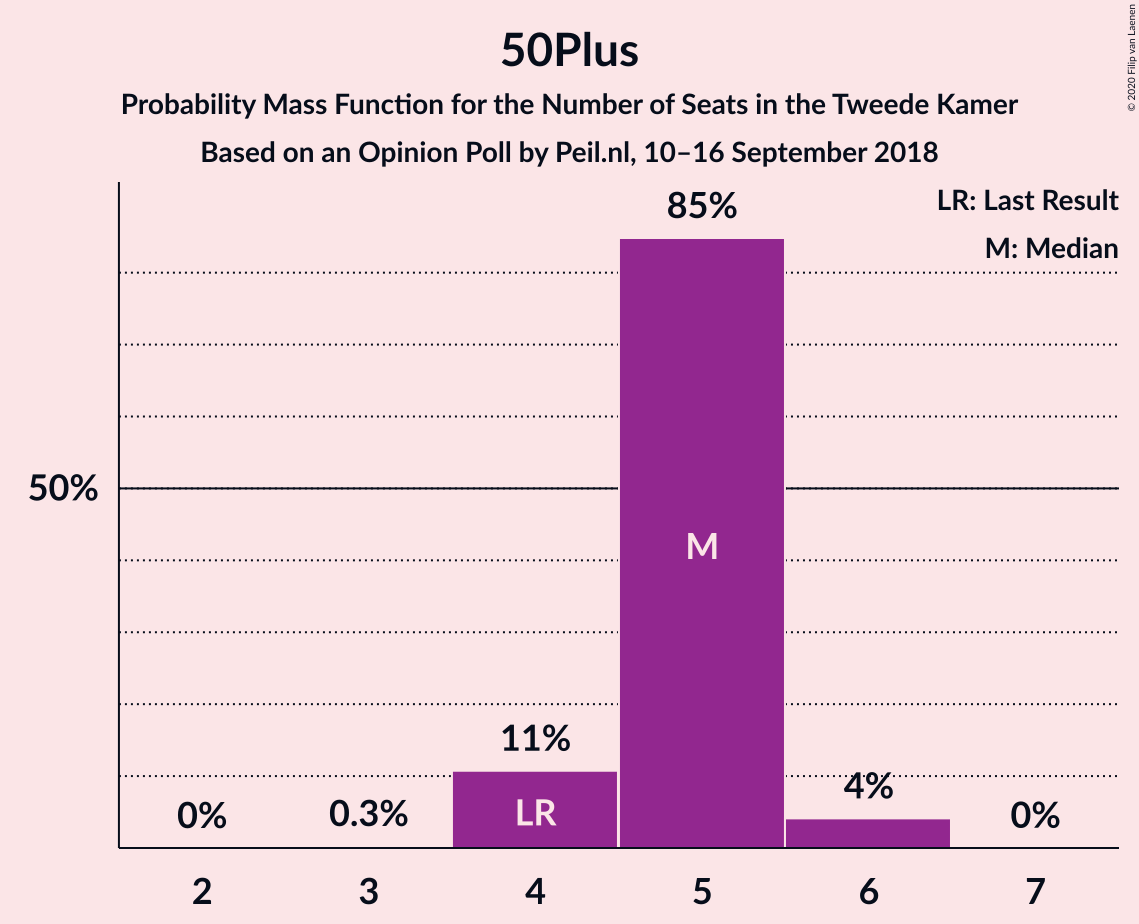 50Plus
Probability Mass Function for the Number of Seats in the Tweede Kamer
Based on an Opinion Poll by Peil.nl, 10–16 September 2018
© 2020 Filip van Laenen
LR: Last Result
M: Median
85%
50%
M
11%
4%
0%
0.3%
LR
0%
2
3
4
5
6
7